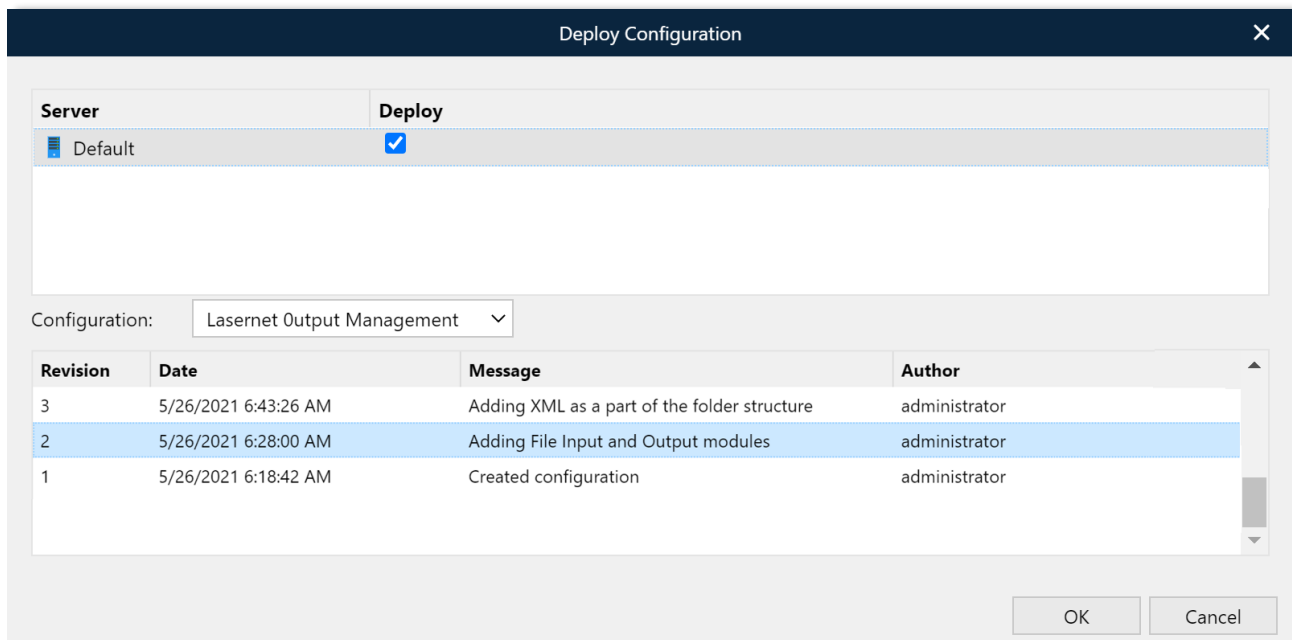 Deploy Configuration
Server Deploy
Default
Configuration: Lasernet 0utput Management
Revision Date Message Author
3 5/26/2021 6:43:26 AM Adding XML as a part of the folder structure administrator
2 5/26/2021 6:28:00 AM Adding File Input and Output modules administrator
1 5/26/2021 6:18:42 AM Created configuration administrator
OK Cancel